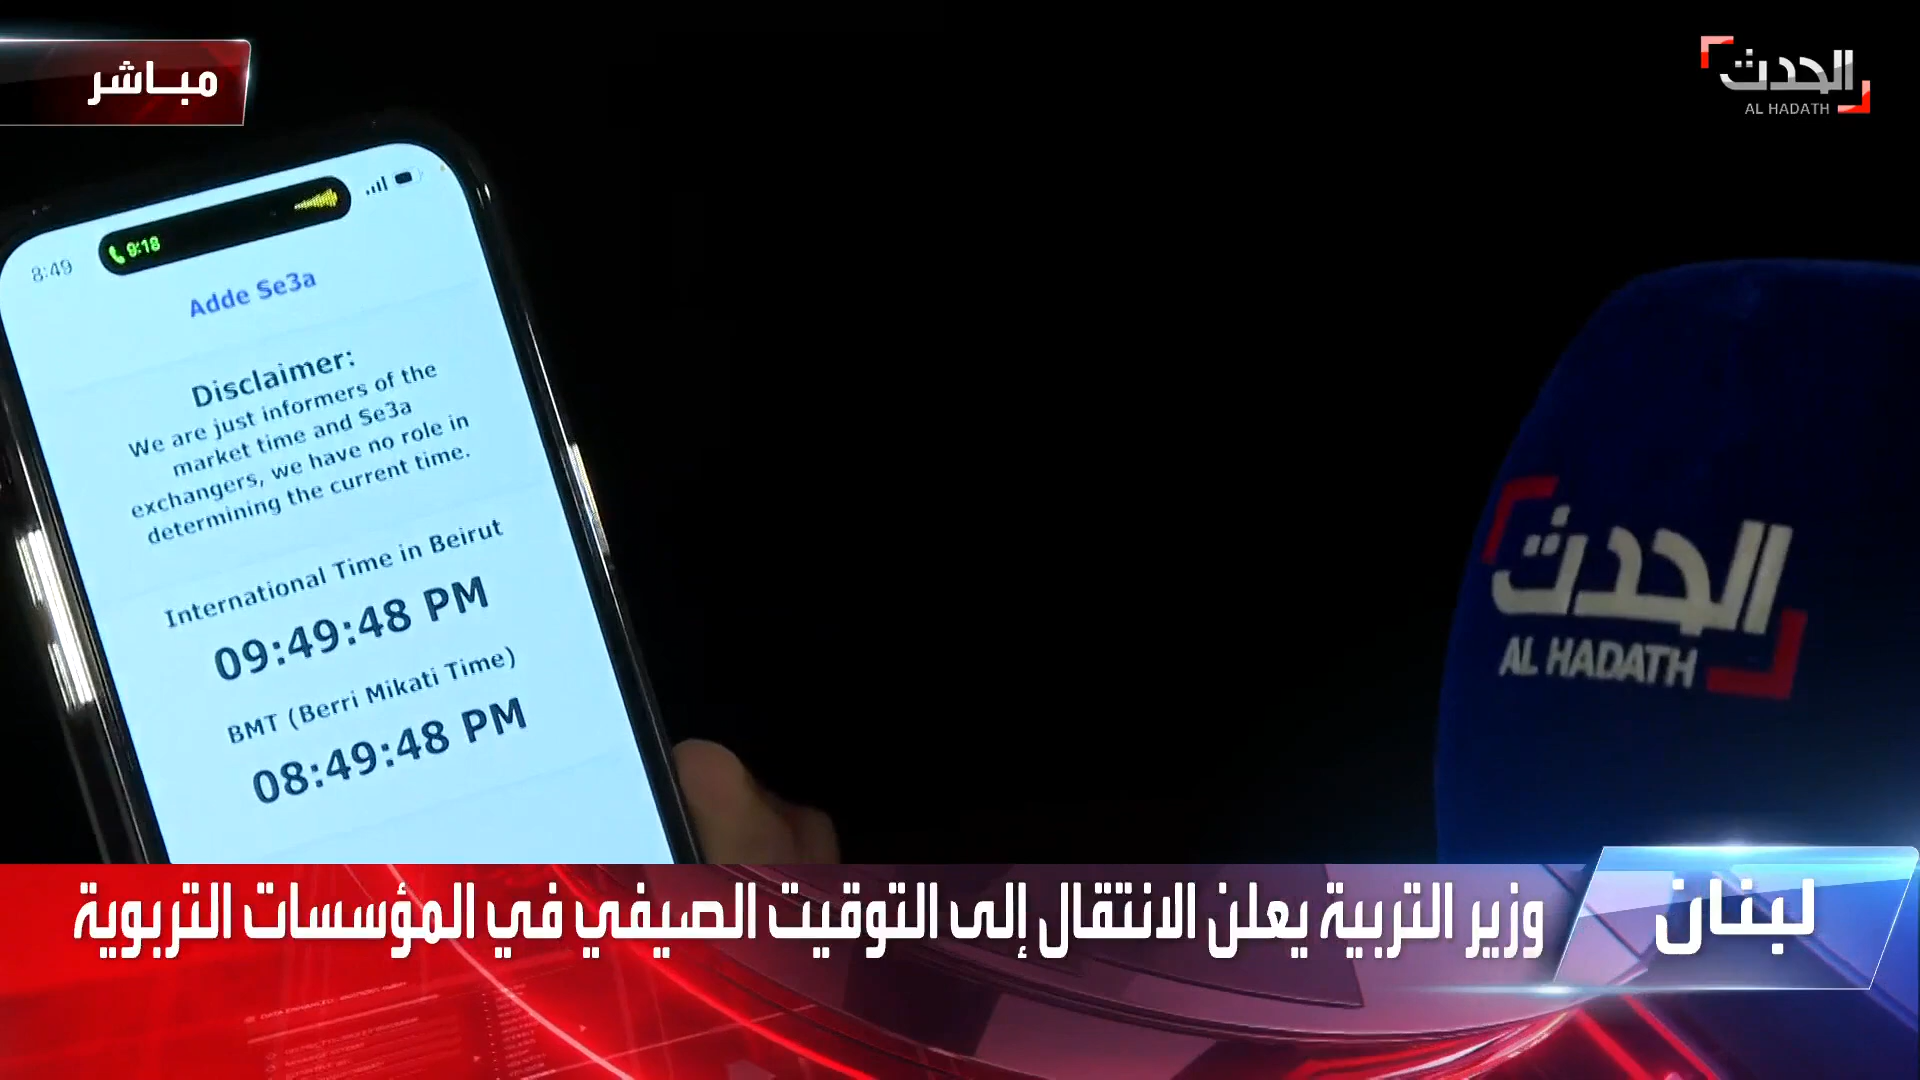 مباشر
الحدث
AL HADATH
8:49
9:18
Adde Se3a
Disclaimer:
We are just informers of the
market time and Se3a
exchangers, we have no role in
determining the current time.
International Time in Beirut
09:49:48 PM
BMT (Berri Mikati Time)
08:49:48 PM
الحدث
AL HADATH
لبنان
وزير التربية يعلن الانتقال إلى التوقيت الصيفي في المؤسسات التربوية